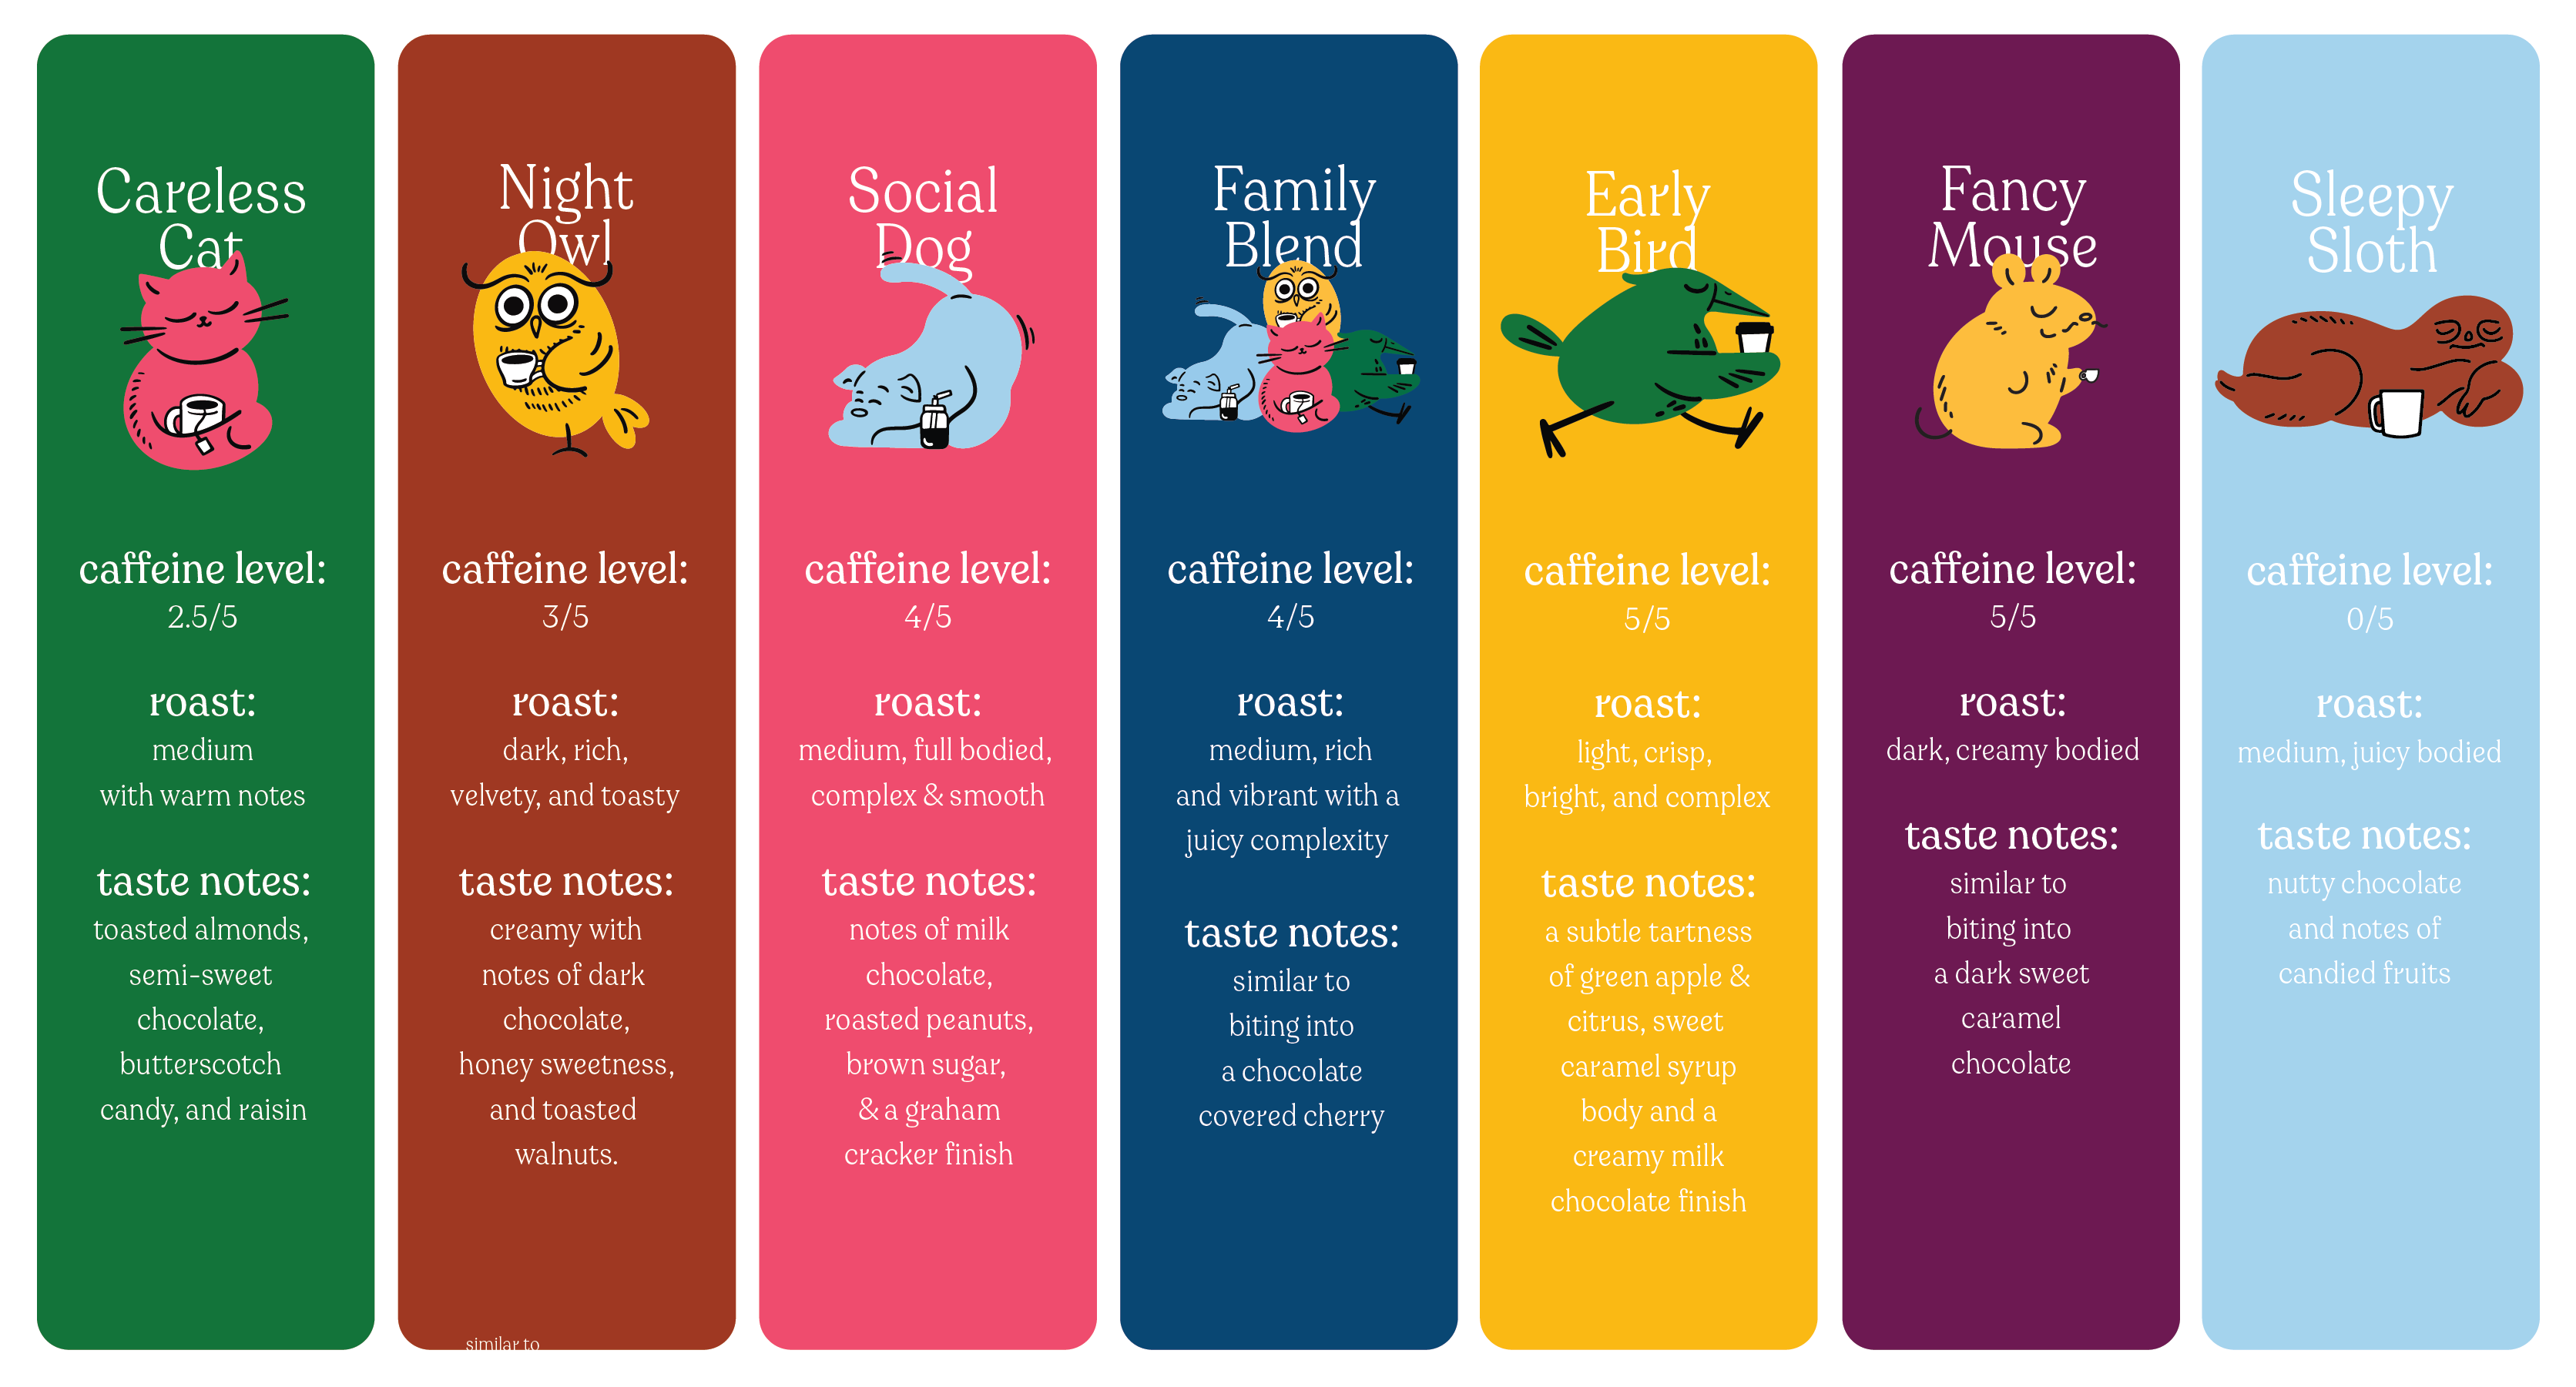 Careless
Cat
caffeine level:
2.5/5
roast:
medium
with warm notes
taste notes:
toasted almonds,
semi-sweet
chocolate,
butterscotch
candy, and raisin
Night
Owl
caffeine level:
3/5
roast:
dark, rich,
velvety, and toasty
taste notes:
creamy with
notes of dark
chocolate,
honey sweetness,
and toasted
walnuts.
similar to
Social
Dog
caffeine level:
4/5
roast:
medium, full bodied,
complex & smooth
taste notes:
notes of milk
chocolate,
roasted peanuts,
brown sugar,
& a graham
cracker finish
Family
Blend
caffeine level:
4/5
roast:
medium, rich
and vibrant with a
juicy complexity
taste notes:
similar to
biting into
a chocolate
covered cherry
Early
Bird
caffeine level:
5/5
roast:
light, crisp,
bright, and complex
taste notes:
a subtle tartness
of green apple &
citrus, sweet
caramel syrup
body and a
creamy milk
chocolate finish
Fancy
Mouse
caffeine level:
5/5
roast:
dark, creamy bodied
taste notes:
similar to
biting into
a dark sweet
caramel
chocolate
Sleepy
Sloth
caffeine level:
0/5
roast:
medium, juicy bodied
taste notes:
nutty chocolate
and notes of
candied fruits